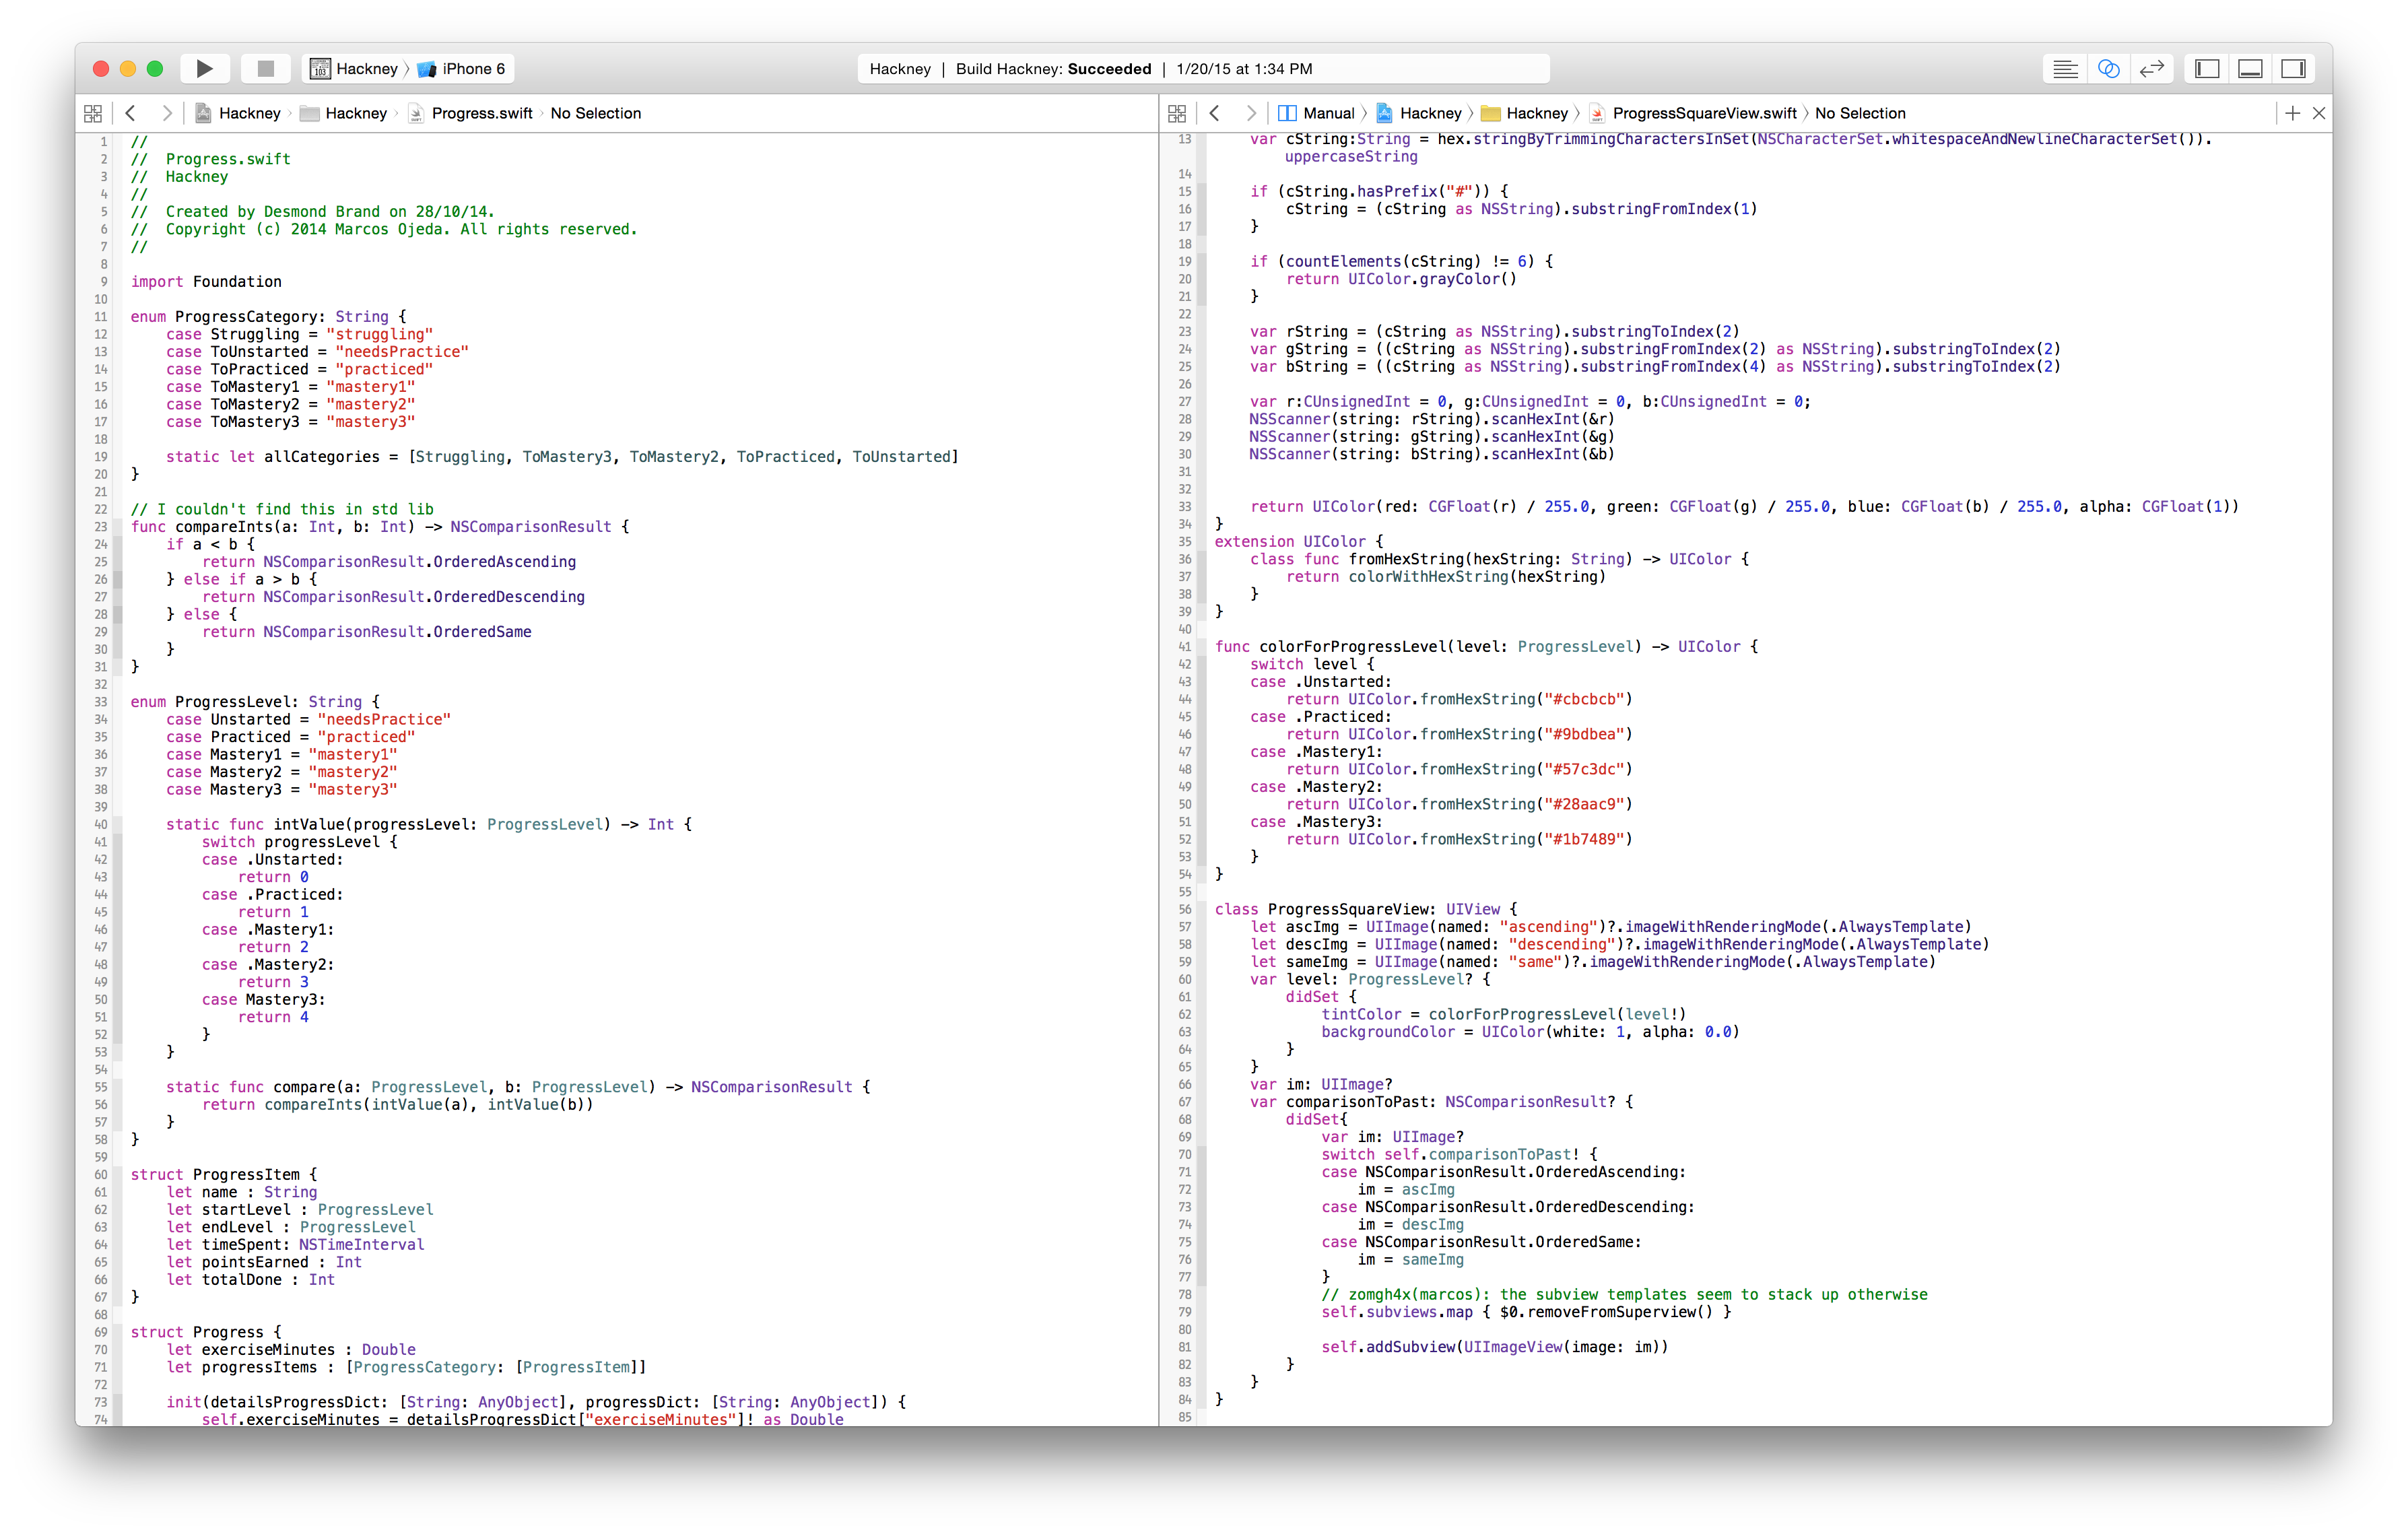 Hackney › iPhone 6
Hackney | Build Hackney: Succeeded | 1/20/15 at 1:34 PM
Hackney › Hackney › Progress.swift › No Selection
1 //
2 //  Progress.swift
3 //  Hackney
4 //
5 //  Created by Desmond Brand on 28/10/14.
6 //  Copyright (c) 2014 Marcos Ojeda. All rights reserved.
7 //
8
9 import Foundation
10
11 enum ProgressCategory: String {
12     case Struggling = "struggling"
13     case ToUnstarted = "needsPractice"
14     case ToPracticed = "practiced"
15     case ToMastery1 = "mastery1"
16     case ToMastery2 = "mastery2"
17     case ToMastery3 = "mastery3"
18
19     static let allCategories = [Struggling, ToMastery3, ToMastery2, ToPracticed, ToUnstarted]
20 }
21
22 // I couldn't find this in std lib
23 func compareInts(a: Int, b: Int) -> NSComparisonResult {
24     if a < b {
25         return NSComparisonResult.OrderedAscending
26     } else if a > b {
27         return NSComparisonResult.OrderedDescending
28     } else {
29         return NSComparisonResult.OrderedSame
30     }
31 }
32
33 enum ProgressLevel: String {
34     case Unstarted = "needsPractice"
35     case Practiced = "practiced"
36     case Mastery1 = "mastery1"
37     case Mastery2 = "mastery2"
38     case Mastery3 = "mastery3"
39
40     static func intValue(progressLevel: ProgressLevel) -> Int {
41         switch progressLevel {
42         case .Unstarted:
43             return 0
44         case .Practiced:
45             return 1
46         case .Mastery1:
47             return 2
48         case .Mastery2:
49             return 3
50         case Mastery3:
51             return 4
52         }
53     }
54
55     static func compare(a: ProgressLevel, b: ProgressLevel) -> NSComparisonResult {
56         return compareInts(intValue(a), intValue(b))
57     }
58 }
59
60 struct ProgressItem {
61     let name : String
62     let startLevel : ProgressLevel
63     let endLevel : ProgressLevel
64     let timeSpent: NSTimeInterval
65     let pointsEarned : Int
66     let totalDone : Int
67 }
68
69 struct Progress {
70     let exerciseMinutes : Double
71     let progressItems : [ProgressCategory: [ProgressItem]]
72
73     init(detailsProgressDict: [String: AnyObject], progressDict: [String: AnyObject]) {
74         self.exerciseMinutes = detailsProgressDict["exerciseMinutes"]! as Double
Manual › Hackney › Hackney › ProgressSquareView.swift › No Selection
13     var cString:String = hex.stringByTrimmingCharactersInSet(NSCharacterSet.whitespaceAndNewlineCharacterSet()).
        uppercaseString
14
15     if (cString.hasPrefix("#")) {
16         cString = (cString as NSString).substringFromIndex(1)
17     }
18
19     if (countElements(cString) != 6) {
20         return UIColor.grayColor()
21     }
22
23     var rString = (cString as NSString).substringToIndex(2)
24     var gString = ((cString as NSString).substringFromIndex(2) as NSString).substringToIndex(2)
25     var bString = ((cString as NSString).substringFromIndex(4) as NSString).substringToIndex(2)
26
27     var r:CUnsignedInt = 0, g:CUnsignedInt = 0, b:CUnsignedInt = 0;
28     NSScanner(string: rString).scanHexInt(&r)
29     NSScanner(string: gString).scanHexInt(&g)
30     NSScanner(string: bString).scanHexInt(&b)
31
32
33     return UIColor(red: CGFloat(r) / 255.0, green: CGFloat(g) / 255.0, blue: CGFloat(b) / 255.0, alpha: CGFloat(1))
34 }
35 extension UIColor {
36     class func fromHexString(hexString: String) -> UIColor {
37         return colorWithHexString(hexString)
38     }
39 }
40
41 func colorForProgressLevel(level: ProgressLevel) -> UIColor {
42     switch level {
43     case .Unstarted:
44         return UIColor.fromHexString("#cbcbcb")
45     case .Practiced:
46         return UIColor.fromHexString("#9bdbea")
47     case .Mastery1:
48         return UIColor.fromHexString("#57c3dc")
49     case .Mastery2:
50         return UIColor.fromHexString("#28aac9")
51     case .Mastery3:
52         return UIColor.fromHexString("#1b7489")
53     }
54 }
55
56 class ProgressSquareView: UIView {
57     let ascImg = UIImage(named: "ascending")?.imageWithRenderingMode(.AlwaysTemplate)
58     let descImg = UIImage(named: "descending")?.imageWithRenderingMode(.AlwaysTemplate)
59     let sameImg = UIImage(named: "same")?.imageWithRenderingMode(.AlwaysTemplate)
60     var level: ProgressLevel? {
61         didSet {
62             tintColor = colorForProgressLevel(level!)
63             backgroundColor = UIColor(white: 1, alpha: 0.0)
64         }
65     }
66     var im: UIImage?
67     var comparisonToPast: NSComparisonResult? {
68         didSet{
69             var im: UIImage?
70             switch self.comparisonToPast! {
71             case NSComparisonResult.OrderedAscending:
72                 im = ascImg
73             case NSComparisonResult.OrderedDescending:
74                 im = descImg
75             case NSComparisonResult.OrderedSame:
76                 im = sameImg
77             }
78             // zomgh4x(marcos): the subview templates seem to stack up otherwise
79             self.subviews.map { $0.removeFromSuperview() }
80
81             self.addSubview(UIImageView(image: im))
82         }
83     }
84 }
85